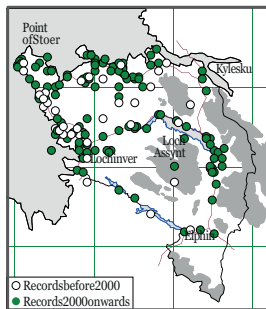 Point
ofStoer
Kylesku
Lochinver
Loch
Assynt
Elphin
Recordsbefore2000
Records2000onwards